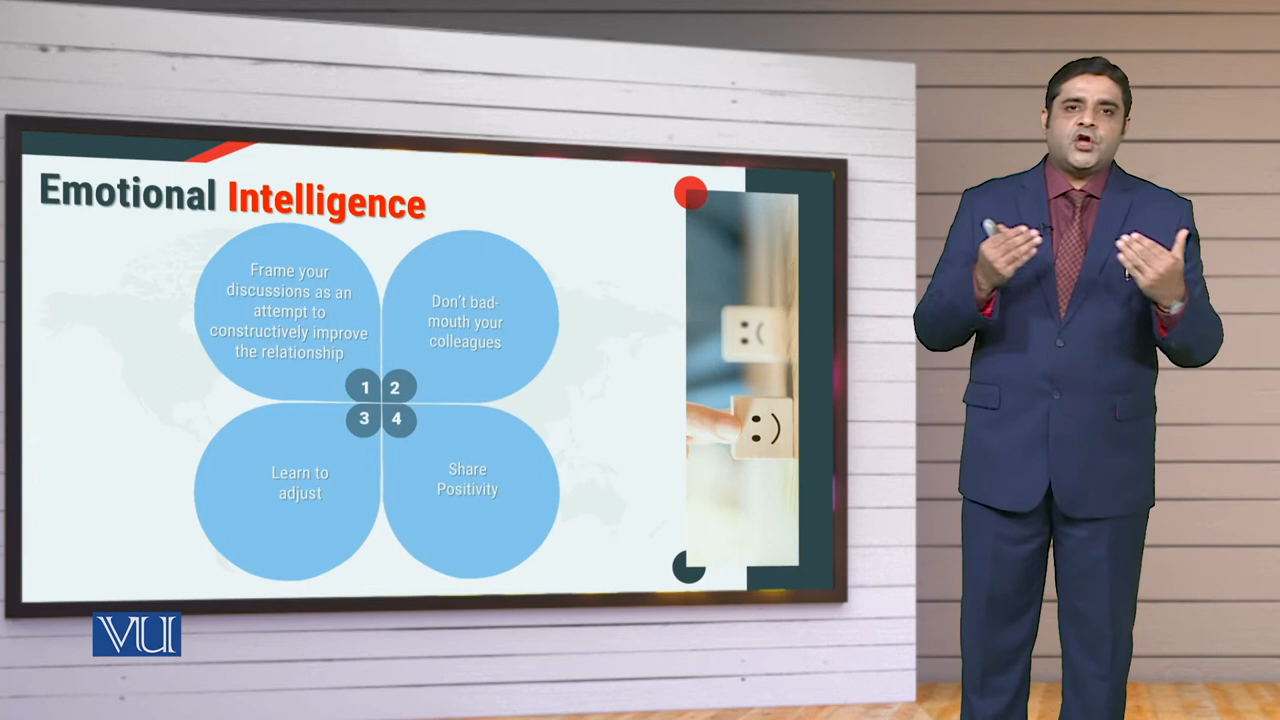 Emotional Intelligence
Frame your
discussions as an
attempt to
constructively improve
the relationship
Don't bad-
mouth your
colleagues
1 2
3 4
Learn to
adjust
Share
Positivity
VU